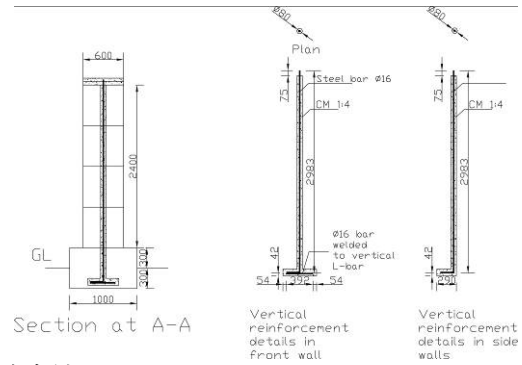 Ø80
Ø80
Plan
600
Steel bar Ø16
75
75
CM 1:4
CM 1:4
2400
2983
2983
Ø16 bar
welded
to vertical
L-bar
GL
300
300
42
42
54
392
54
290
1000
Section at A-A
Vertical
reinforcement
details in
front wall
Vertical
reinforcement
details in side
walls